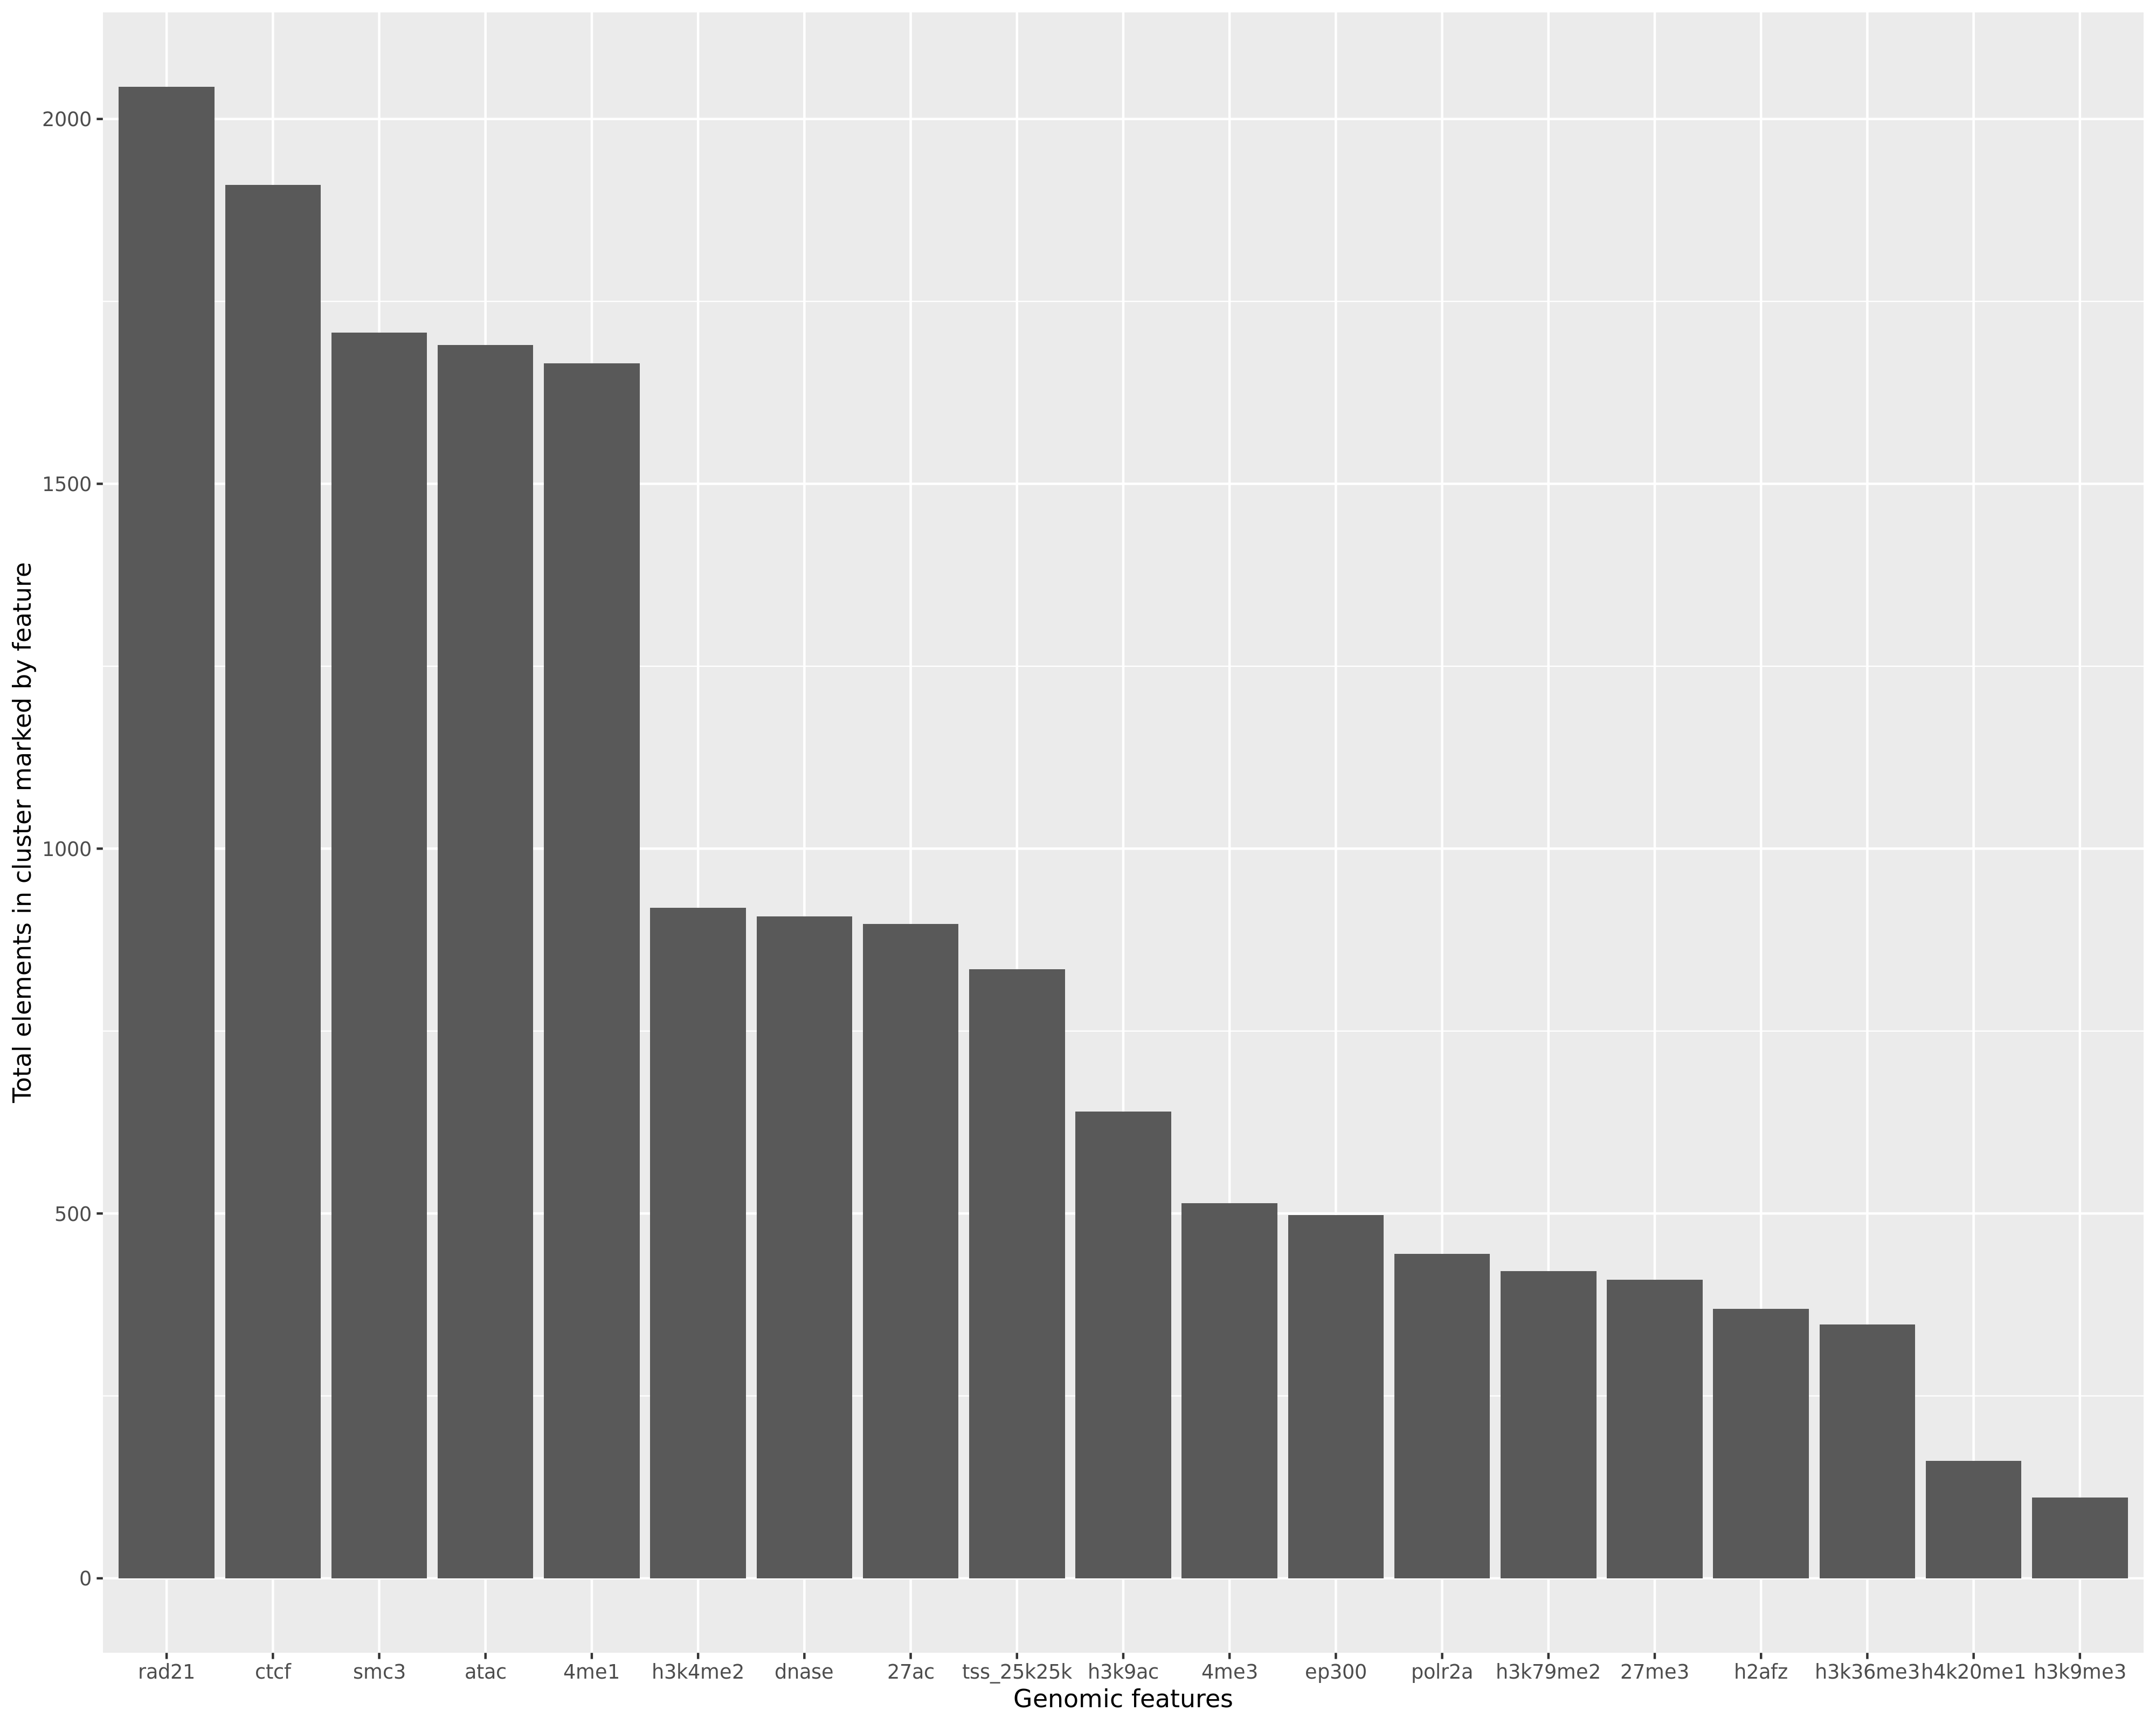 Total elements in cluster marked by feature
2000
1500
1000
500
0
rad21 ctcf smc3 atac 4me1 h3k4me2 dnase 27ac tss_25k25k h3k9ac 4me3 ep300 polr2a h3k79me2 27me3 h2afz h3k36me3 h4k20me1 h3k9me3
Genomic features